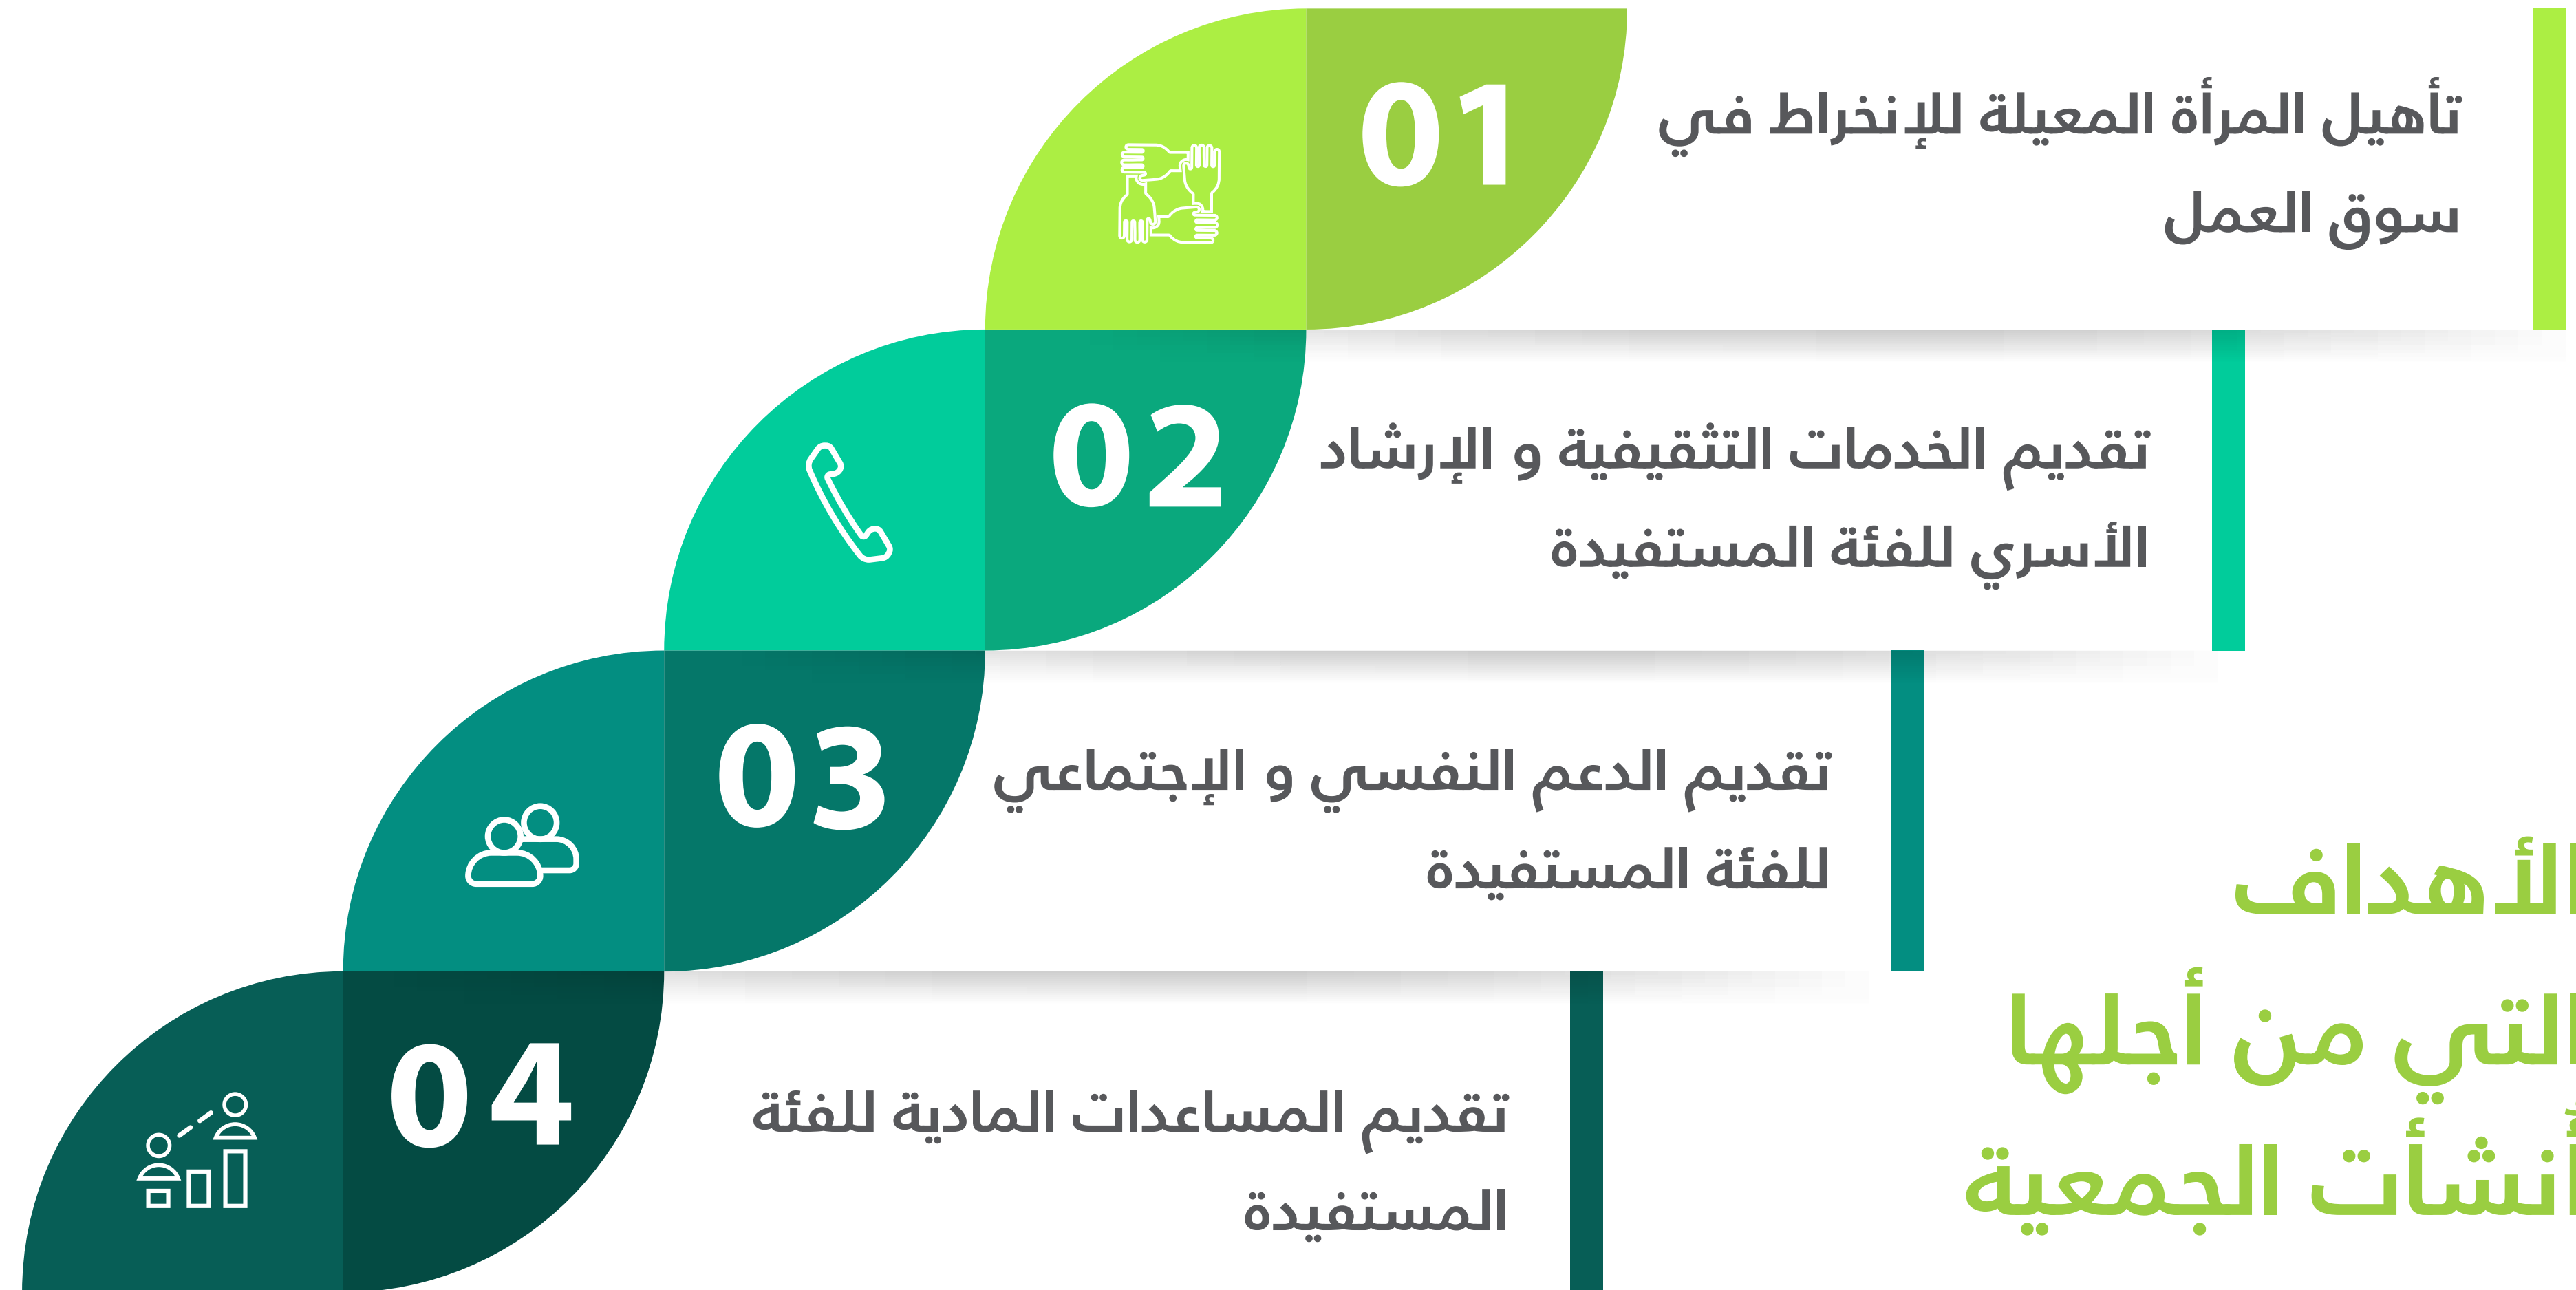 01
تأهيل المرأة المعيلة للإنخراط في
سوق العمل
02
تقديم الخدمات التثقيفية و الإرشاد
الأسري للفئة المستفيدة
03
تقديم الدعم النفسي و الإجتماعي
للفئة المستفيدة
04
تقديم المساعدات المادية للفئة
المستفيدة
الأهداف
التي من أجلها
أنشأت الجمعية